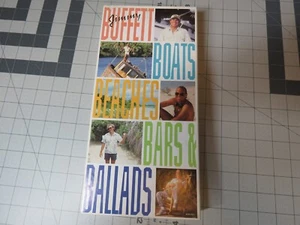 BUFFETT
Jimmy
BOATS
BEACHES
BARS &
BALLADS